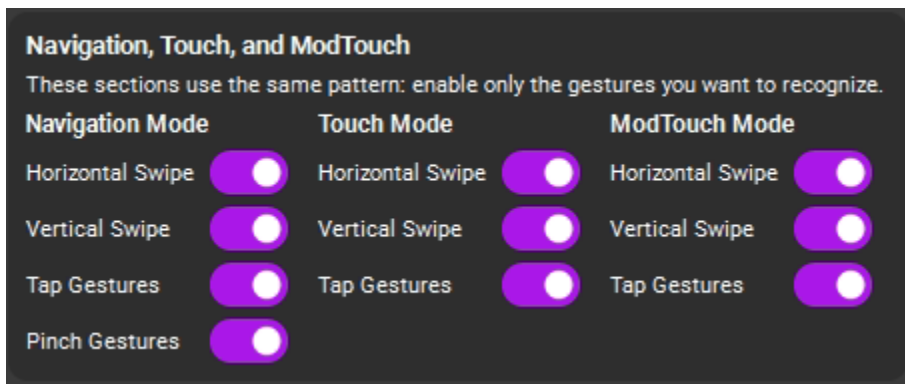 Navigation, Touch, and ModTouch
These sections use the same pattern: enable only the gestures you want to recognize.
Navigation Mode Touch Mode ModTouch Mode
Horizontal Swipe Horizontal Swipe Horizontal Swipe
Vertical Swipe Vertical Swipe Vertical Swipe
Tap Gestures Tap Gestures Tap Gestures
Pinch Gestures